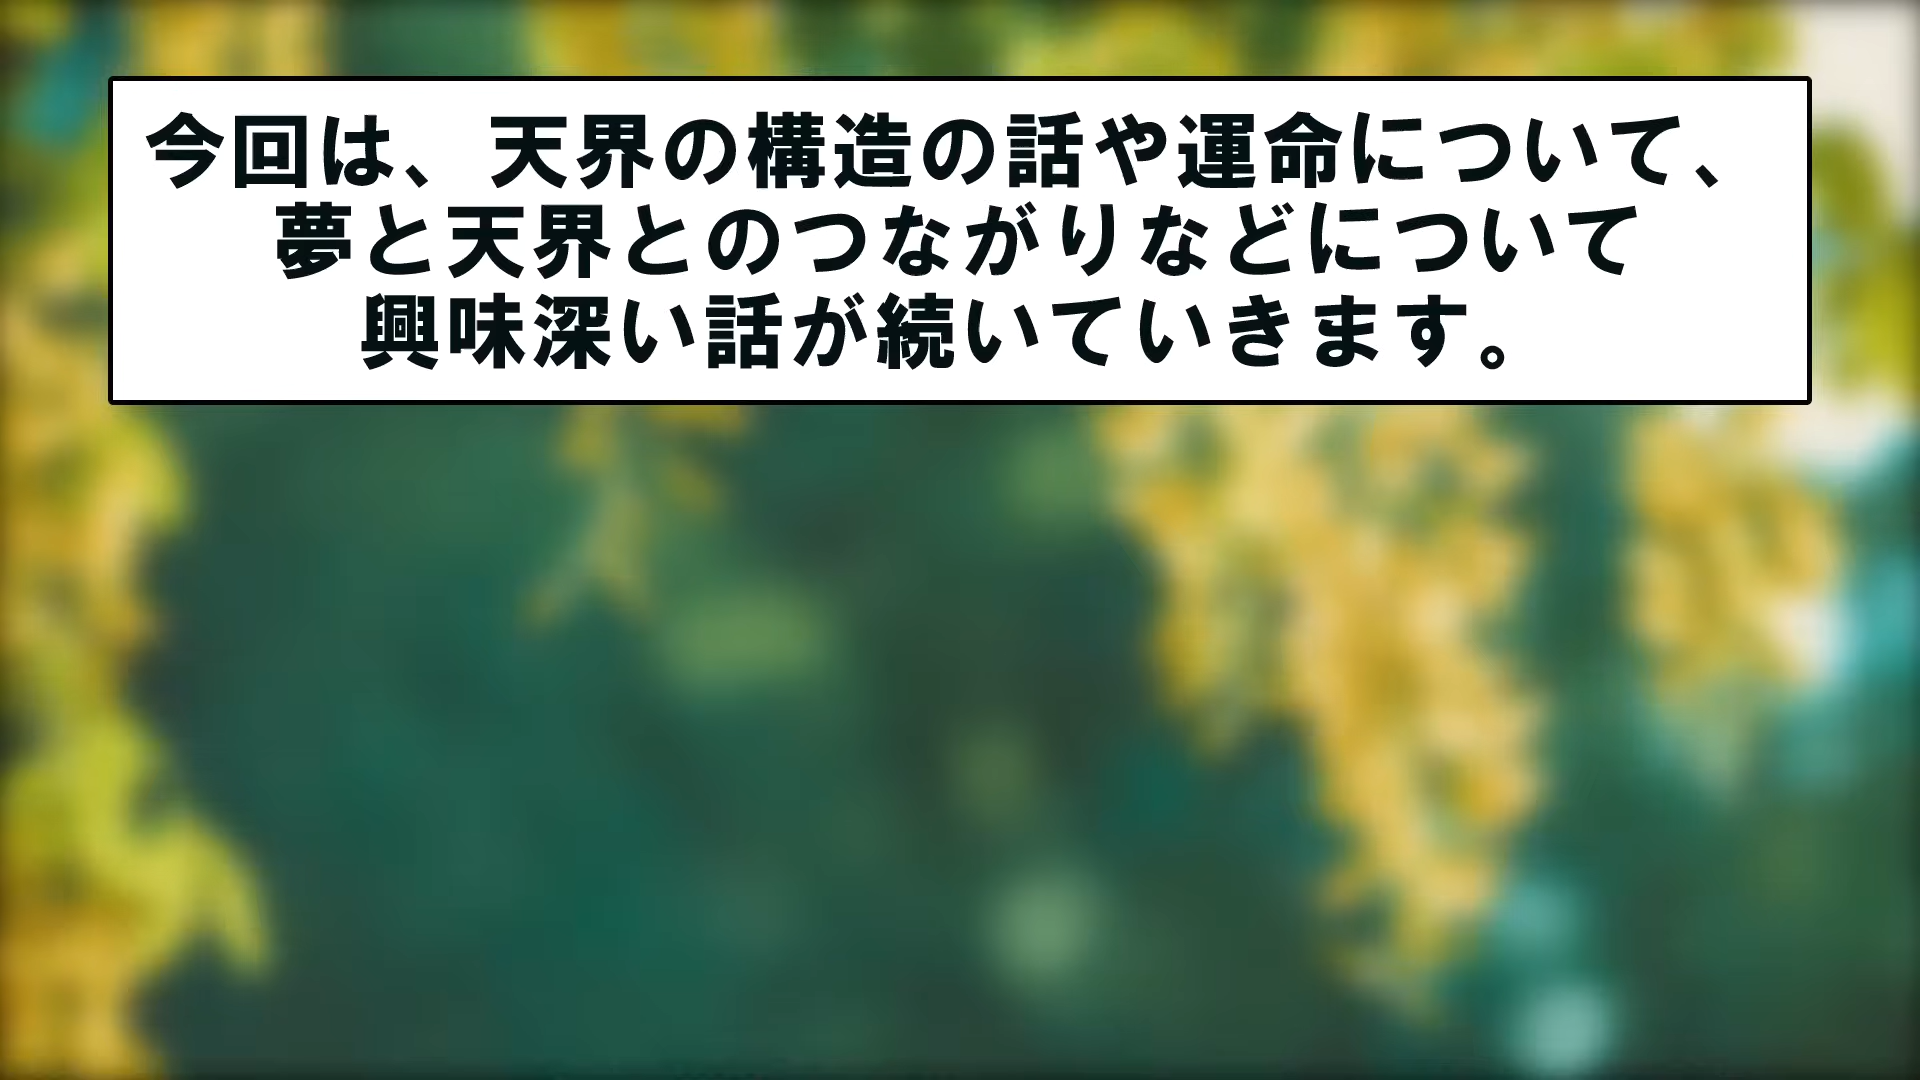 今回は、天界の構造の話や運命について、
夢と天界とのつながりなどについて
興味深い話が続いていきます。